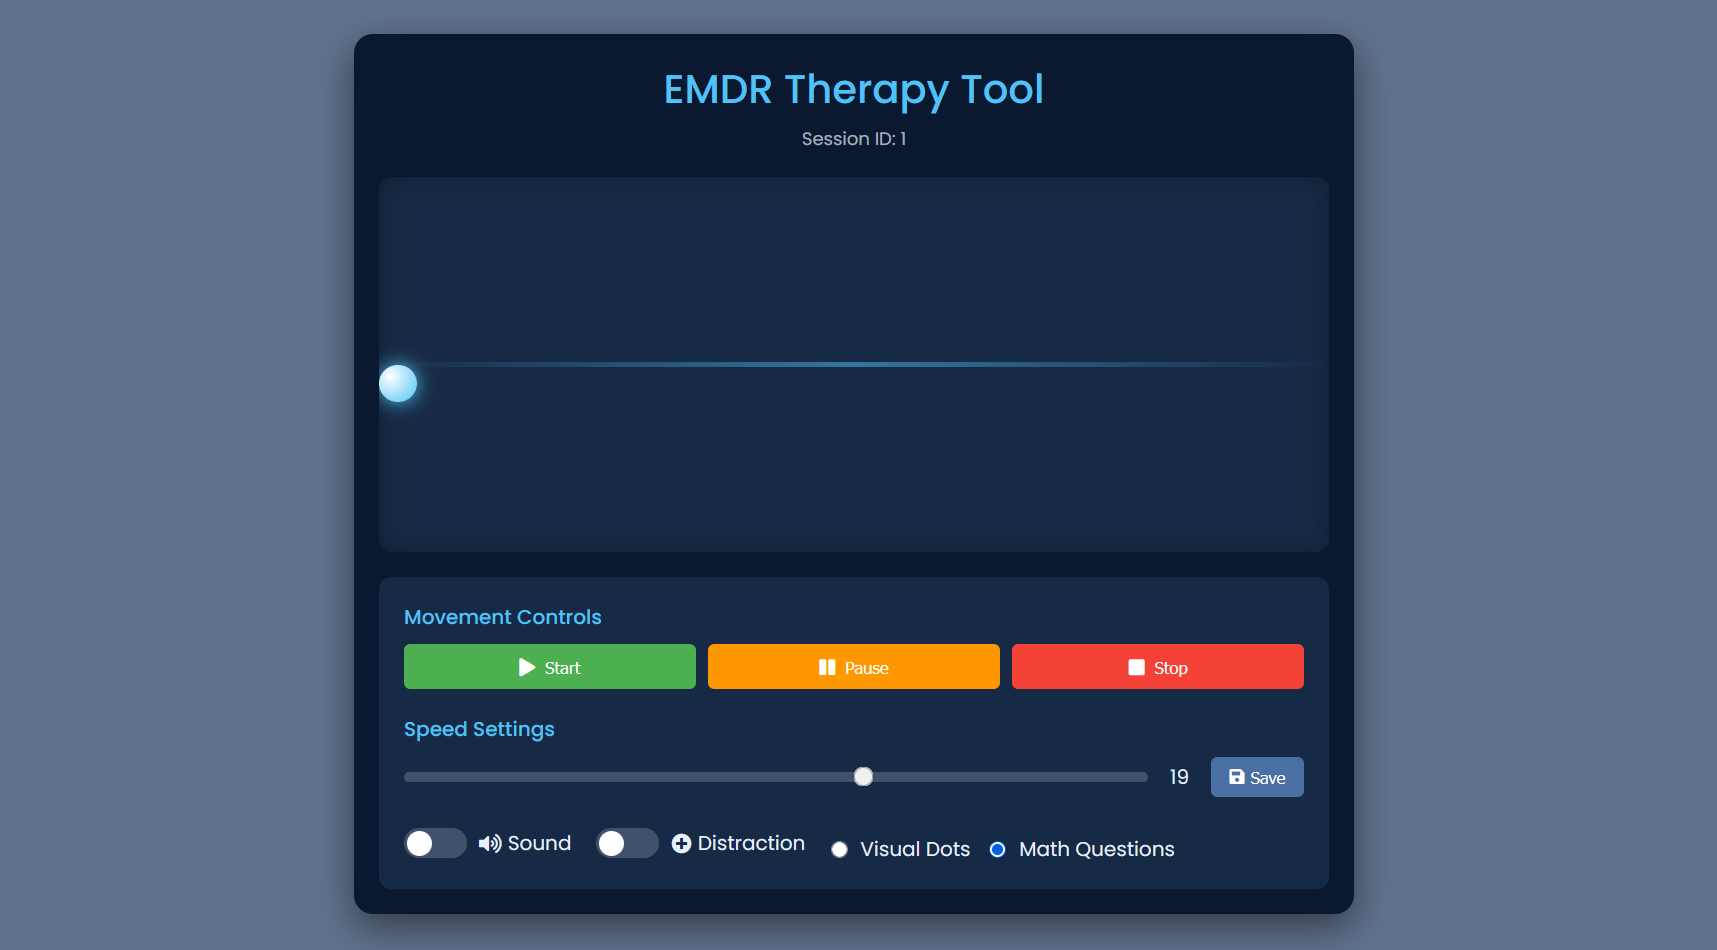 EMDR Therapy Tool
Session ID: 1
Movement Controls
Start Pause Stop
Speed Settings
19 Save
Sound Distraction Visual Dots Math Questions